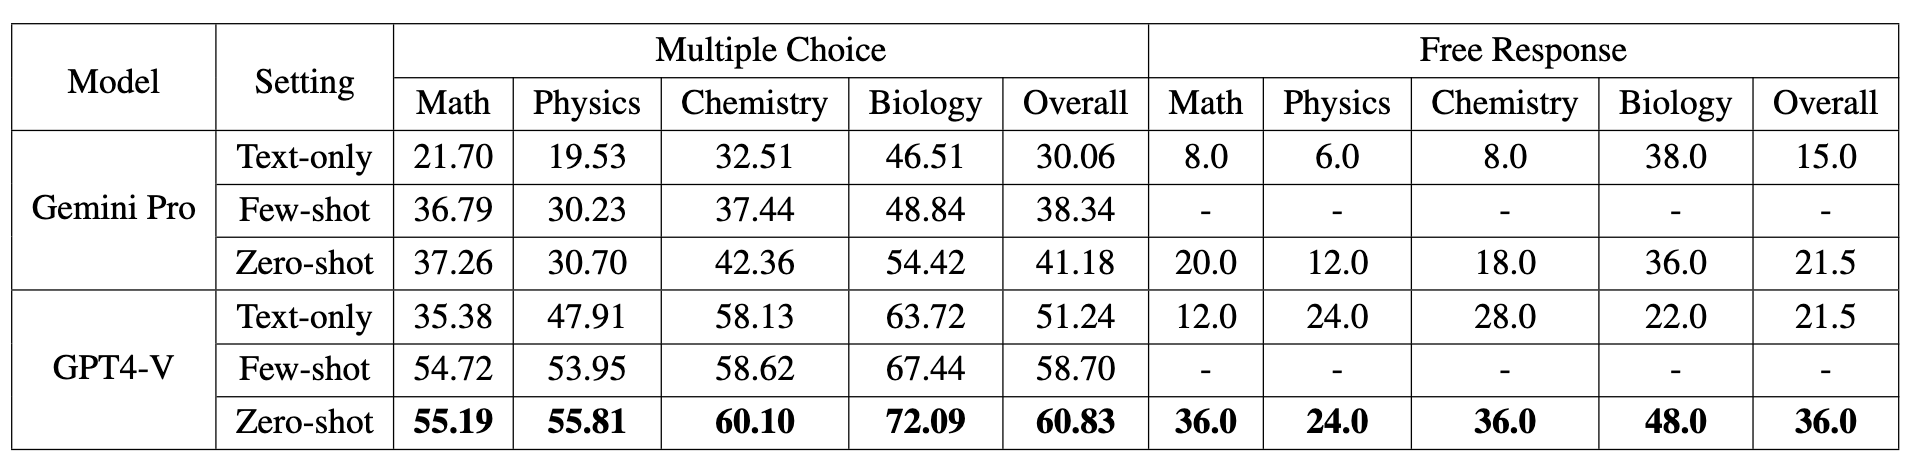 Model Setting Multiple Choice Free Response
Math Physics Chemistry Biology Overall Math Physics Chemistry Biology Overall
Gemini Pro Text-only 21.70 19.53 32.51 46.51 30.06 8.0 6.0 8.0 38.0 15.0
Few-shot 36.79 30.23 37.44 48.84 38.34 - - - - -
Zero-shot 37.26 30.70 42.36 54.42 41.18 20.0 12.0 18.0 36.0 21.5
GPT4-V Text-only 35.38 47.91 58.13 63.72 51.24 12.0 24.0 28.0 22.0 21.5
Few-shot 54.72 53.95 58.62 67.44 58.70 - - - - -
Zero-shot 55.19 55.81 60.10 72.09 60.83 36.0 24.0 36.0 48.0 36.0